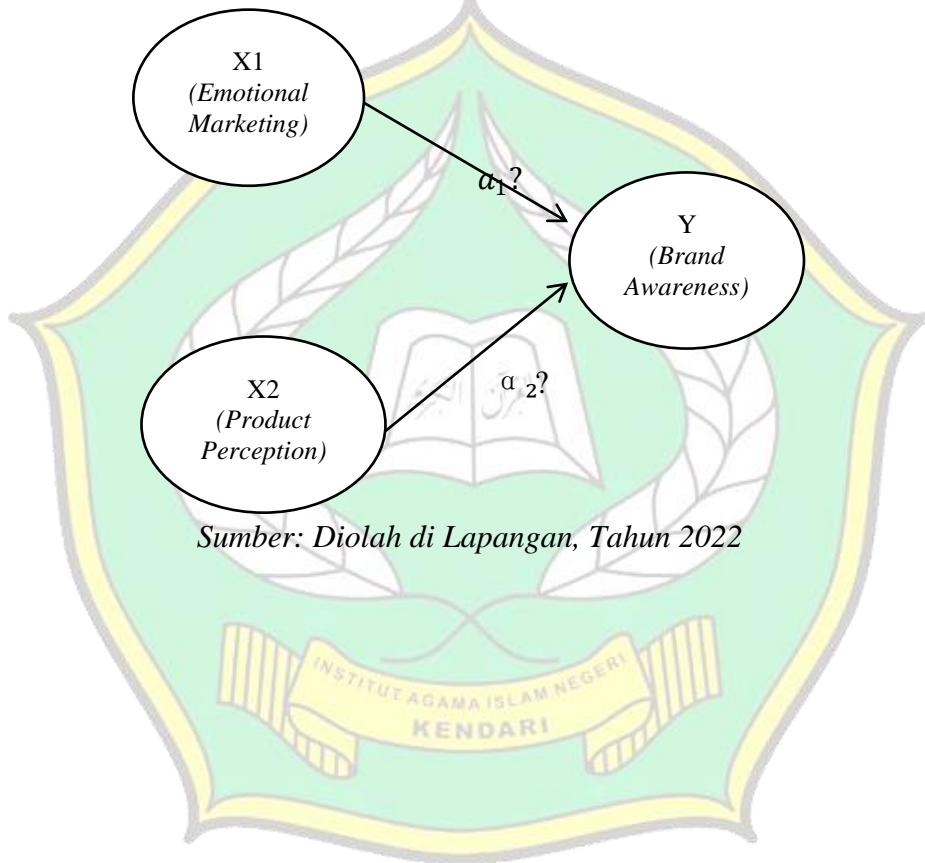 X1
(Emotional
Marketing)
α₁?
Y
(Brand
Awareness)
X2
(Product
Perception)
α ₂?
Sumber: Diolah di Lapangan, Tahun 2022
INSTITUT AGAMA ISLAM NEGERI
KENDARI